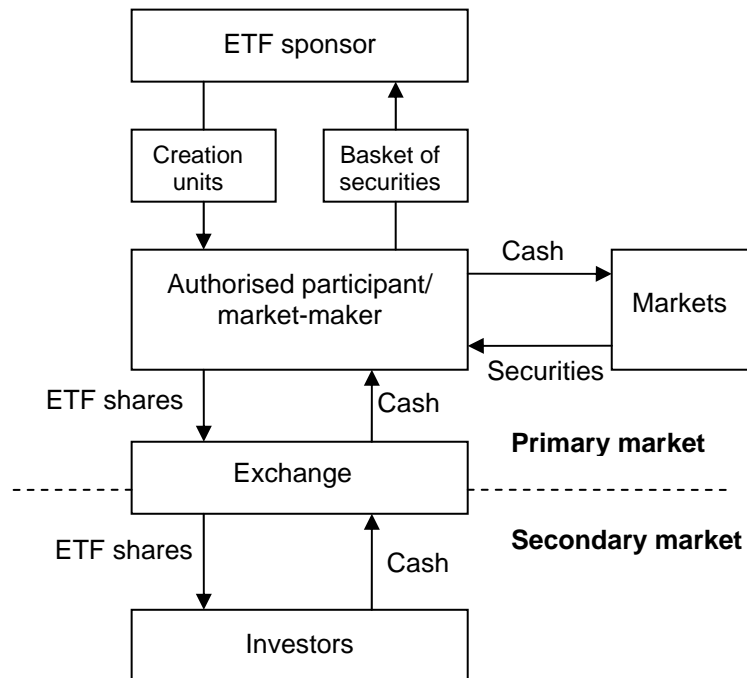 ETF sponsor
Creation
units
Basket of
securities
Authorised participant/
market-maker
Cash
Markets
Securities
ETF shares
Cash
Primary market
Exchange
Secondary market
ETF shares
Cash
Investors